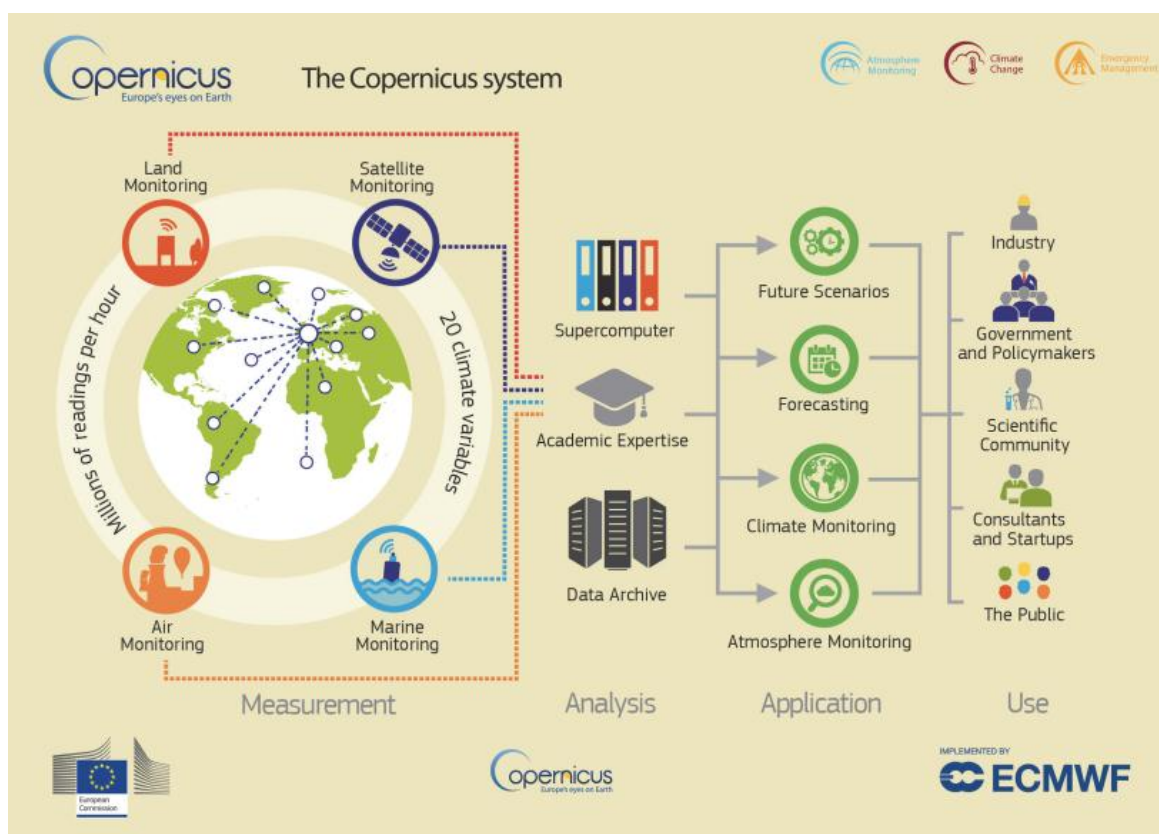 Copernicus
Europe's eyes on Earth
The Copernicus system
Atmosphere
Monitoring
Climate
Change
Emergency
Management
Land
Monitoring
Satellite
Monitoring
Millions of readings per hour
20 climate variables
Air
Monitoring
Marine
Monitoring
Supercomputer
Academic Expertise
Data Archive
Future Scenarios
Forecasting
Climate Monitoring
Atmosphere Monitoring
Industry
Government
and Policymakers
Scientific
Community
Consultants
and Startups
The Public
Measurement
Analysis
Application
Use
European
Commission
Copernicus
Europe's eyes on Earth
IMPLEMENTED BY
ECMWF